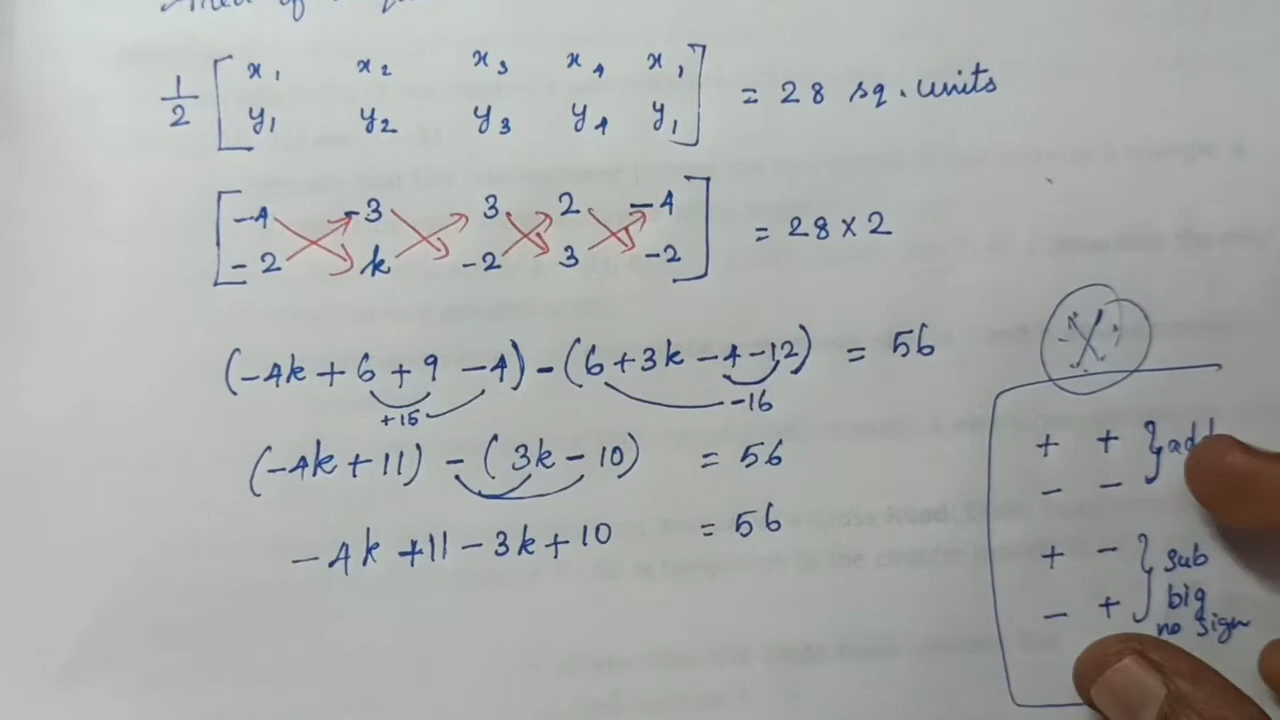 Area of
1/2 [ x1 x2 x3 x4 x1
y1 y2 y3 y4 y1 ] = 28 sq. units
[ -4 -3 3 2 -4
-2 k -2 3 -2 ] = 28 × 2
(-4k + 6 + 9 - 4) - (6 + 3k - 4 - 12) = 56
+15 -16
(-4k + 11) - (3k - 10) = 56
-4k + 11 - 3k + 10 = 56
+ + } add
- -
+ - } sub
- + big
no sign